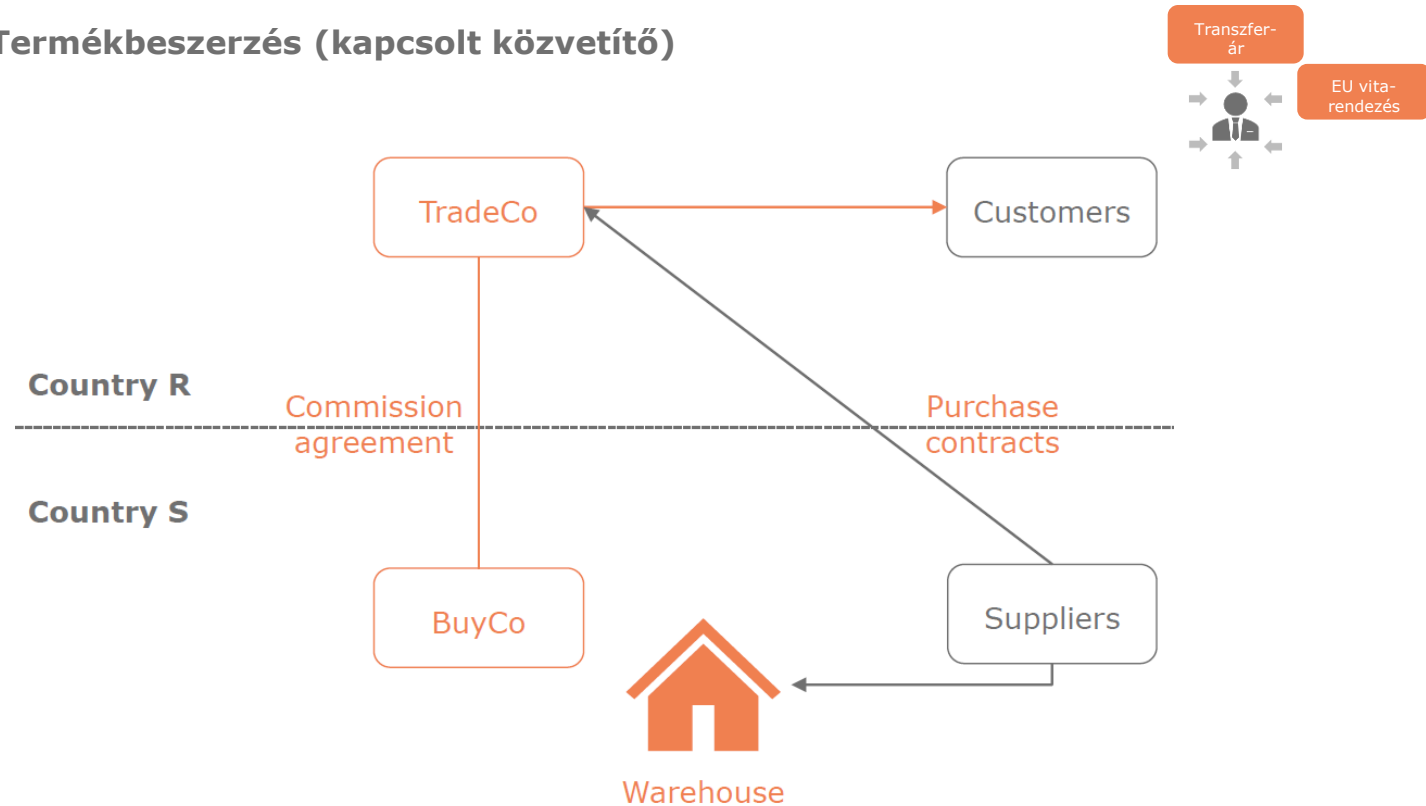 Termékbeszerzés (kapcsolt közvetítő)
Transzfer-
ár
EU vita-
rendezés
TradeCo
Customers
Country R
Commission
agreement
Purchase
contracts
Country S
BuyCo
Suppliers
Warehouse